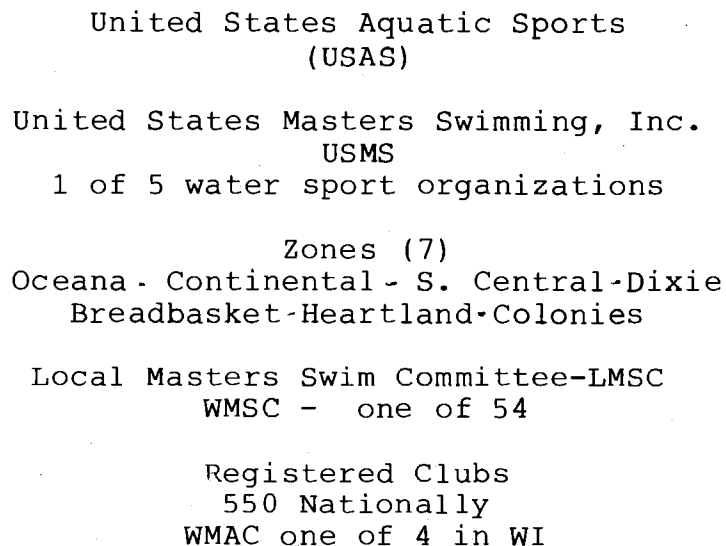 United States Aquatic Sports
(USAS)
United States Masters Swimming, Inc.
USMS
1 of 5 water sport organizations
Zones (7)
Oceana - Continental - S. Central-Dixie
Breadbasket-Heartland-Colonies
Local Masters Swim Committee-LMSC
WMSC - one of 54
Registered Clubs
550 Nationally
WMAC one of 4 in WI